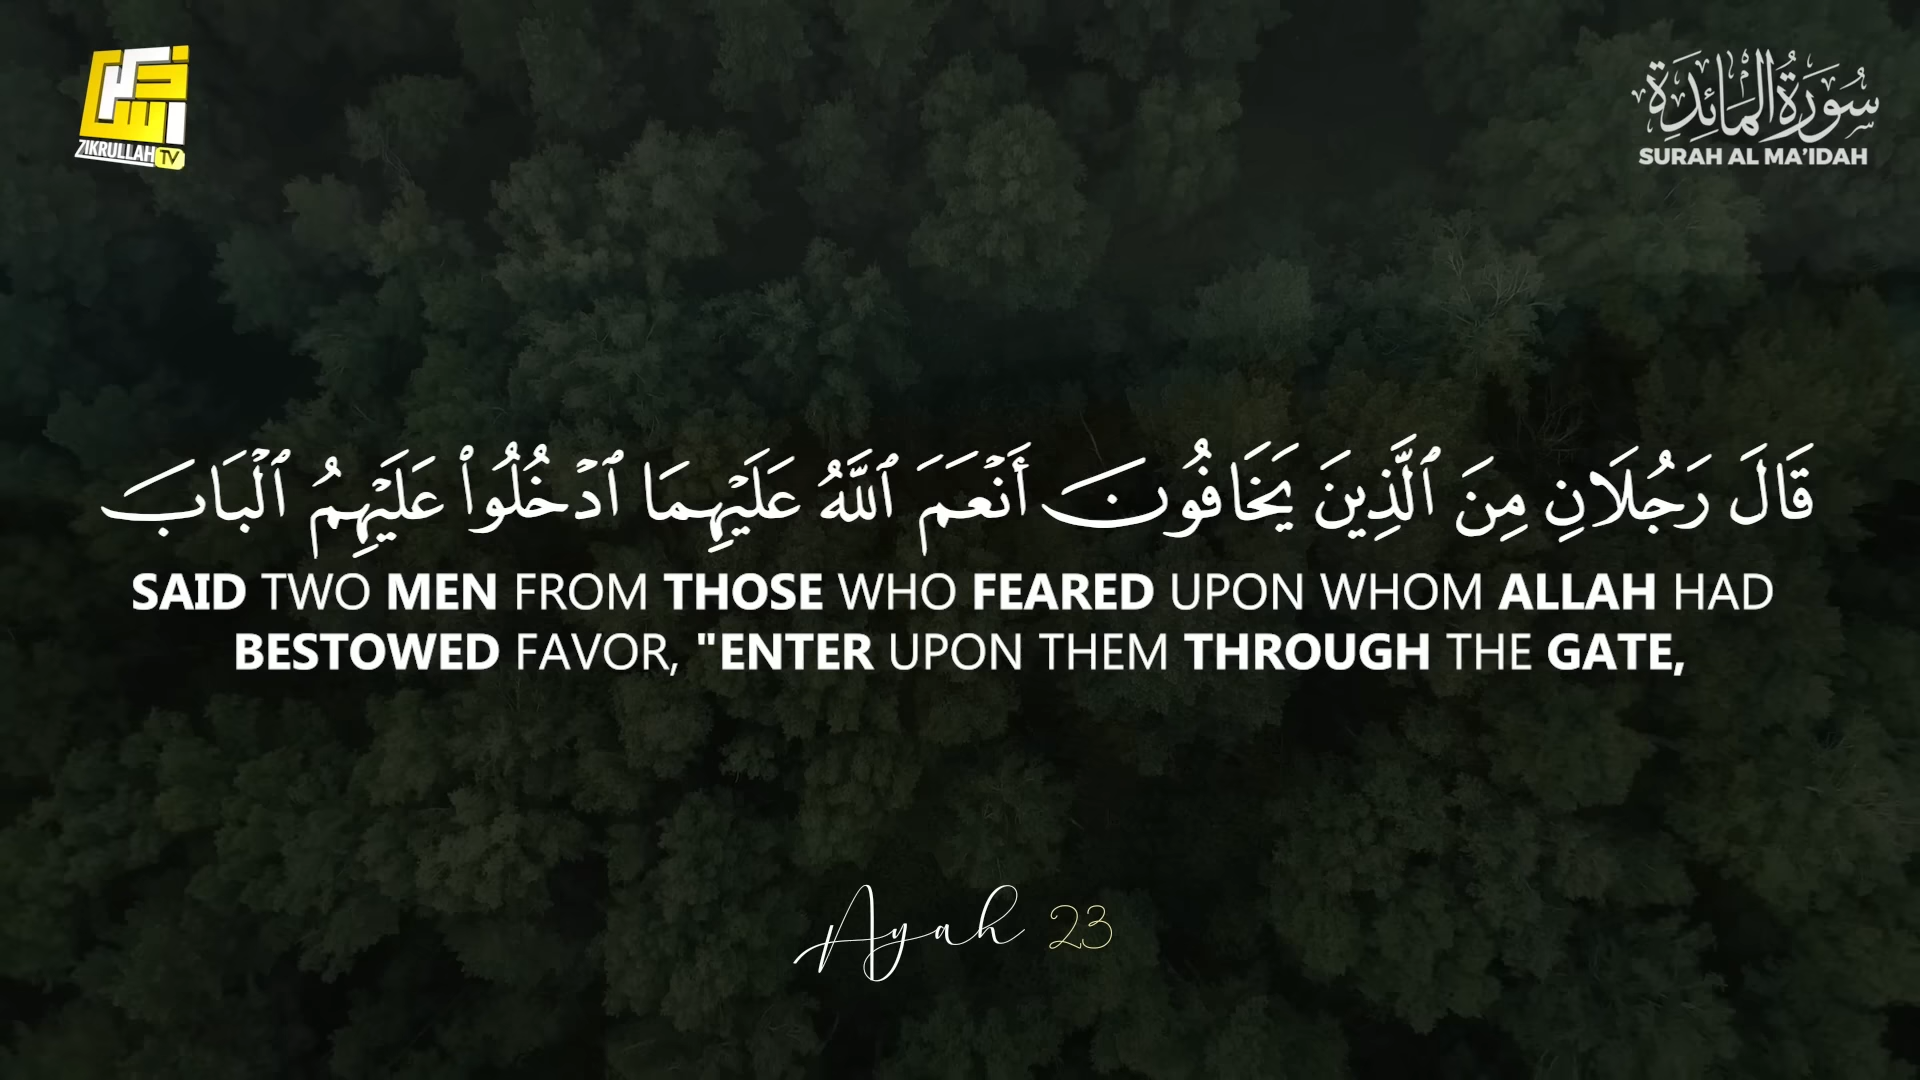 ذكر الله
ZIKRULLAH TV
سُورَةُ المَائِدَة
SURAH AL MA'IDAH
قَالَ رَجُلَانِ مِنَ ٱلَّذِينَ يَخَافُونَ أَنْعَمَ ٱللَّهُ عَلَيْهِمَا ٱدْخُلُوا۟ عَلَيْهِمُ ٱلْبَابَ
SAID TWO MEN FROM THOSE WHO FEARED UPON WHOM ALLAH HAD
BESTOWED FAVOR, "ENTER UPON THEM THROUGH THE GATE,
Ayah 23